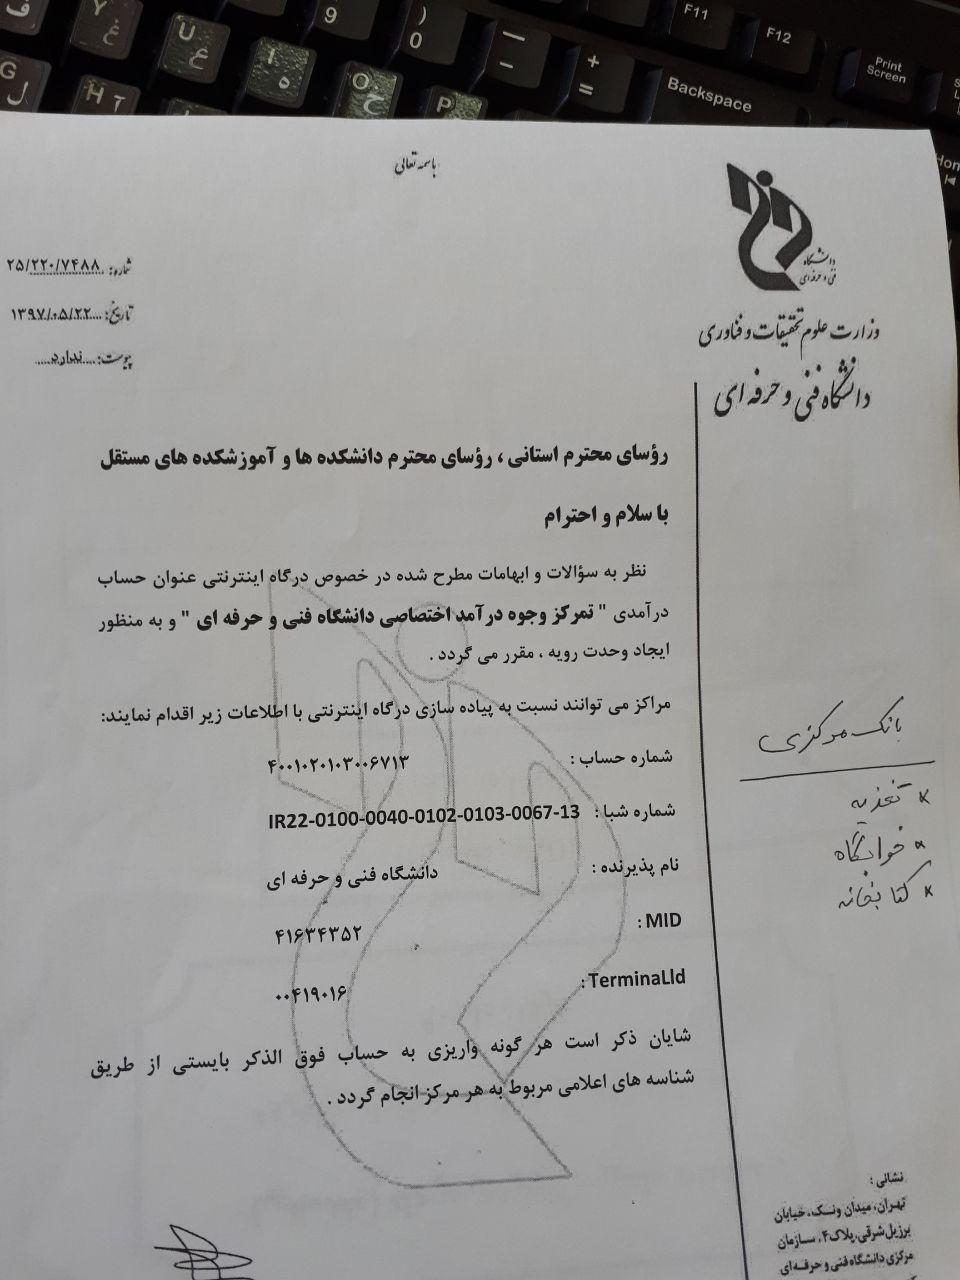 ف
Y
غ
U
ع
I
ه
9
)
0
O
خ
P
—
-
+
=
Backspace
F11
F12
Print
Screen
G
ل
H
آ
باسمه تعالی
دانشگاه
فنی و حرفه ای
وزارت علوم تحقیقات و فناوری
دانشگاه فنی و حرفه ای
شماره: ۲۵/۲۲۰/۷۴۸۸
تاریخ: ۱۳۹۷/۰۵/۲۲
پیوست: ندارد
رؤسای محترم استانی ، رؤسای محترم دانشکده ها و آموزشکده های مستقل
با سلام و احترام
نظر به سؤالات و ابهامات مطرح شده در خصوص درگاه اینترنتی عنوان حساب
درآمدی " تمرکز وجوه درآمد اختصاصی دانشگاه فنی و حرفه ای " و به منظور
ایجاد وحدت رویه ، مقرر می گردد .
مراکز می توانند نسبت به پیاده سازی درگاه اینترنتی با اطلاعات زیر اقدام نمایند:
شماره حساب : ۴۰۰۱۰۲۰۱۰۳۰۰۶۷۱۳
شماره شبا : IR22-0100-0040-0102-0103-0067-13
نام پذیرنده : دانشگاه فنی و حرفه ای
MID : ۴۱۶۳۴۳۵۲
TerminaLId : ۰۰۴۱۹۰۱۶
شایان ذکر است هر گونه واریزی به حساب فوق الذکر بایستی از طریق
شناسه های اعلامی مربوط به هر مرکز انجام گردد .
بانک مرکزی
× تغذیه
× خوابگاه
× کتابخانه
نشانی :
تهران، میدان ونک، خیابان
برزیل شرقی، پلاک۴، سازمان
مرکزی دانشگاه فنی و حرفه ای